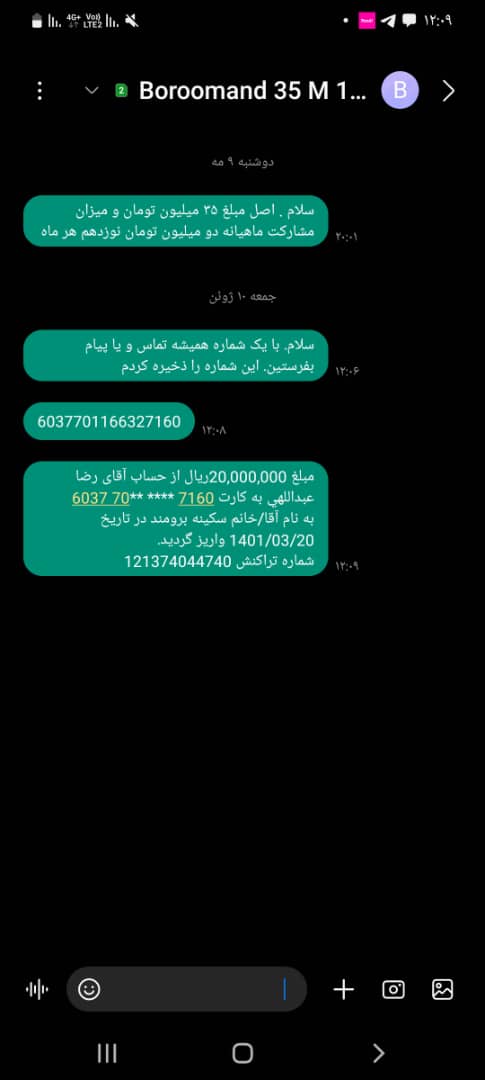 4G+ Vo)) LTE2 ۱۲:۰۹
Boroomand 35 M 1...
B
2
دوشنبه ۹ مه
سلام . اصل مبلغ ۳۵ میلیون تومان و میزان
مشارکت ماهیانه دو میلیون تومان نوزدهم هر ماه
۲۰:۰۱
جمعه ۱۰ ژوئن
سلام. با یک شماره همیشه تماس و یا پیام
بفرستین. این شماره را ذخیره کردم
۱۲:۰۶
6037701166327160
۱۲:۰۸
مبلغ 20,000,000ریال از حساب آقای رضا
عبداللهي به کارت 7160 **** **70 6037
به نام آقا/خانم سکینه برومند در تاریخ
1401/03/20 واریز گردید.
شماره تراکنش 121374044740
۱۲:۰۹